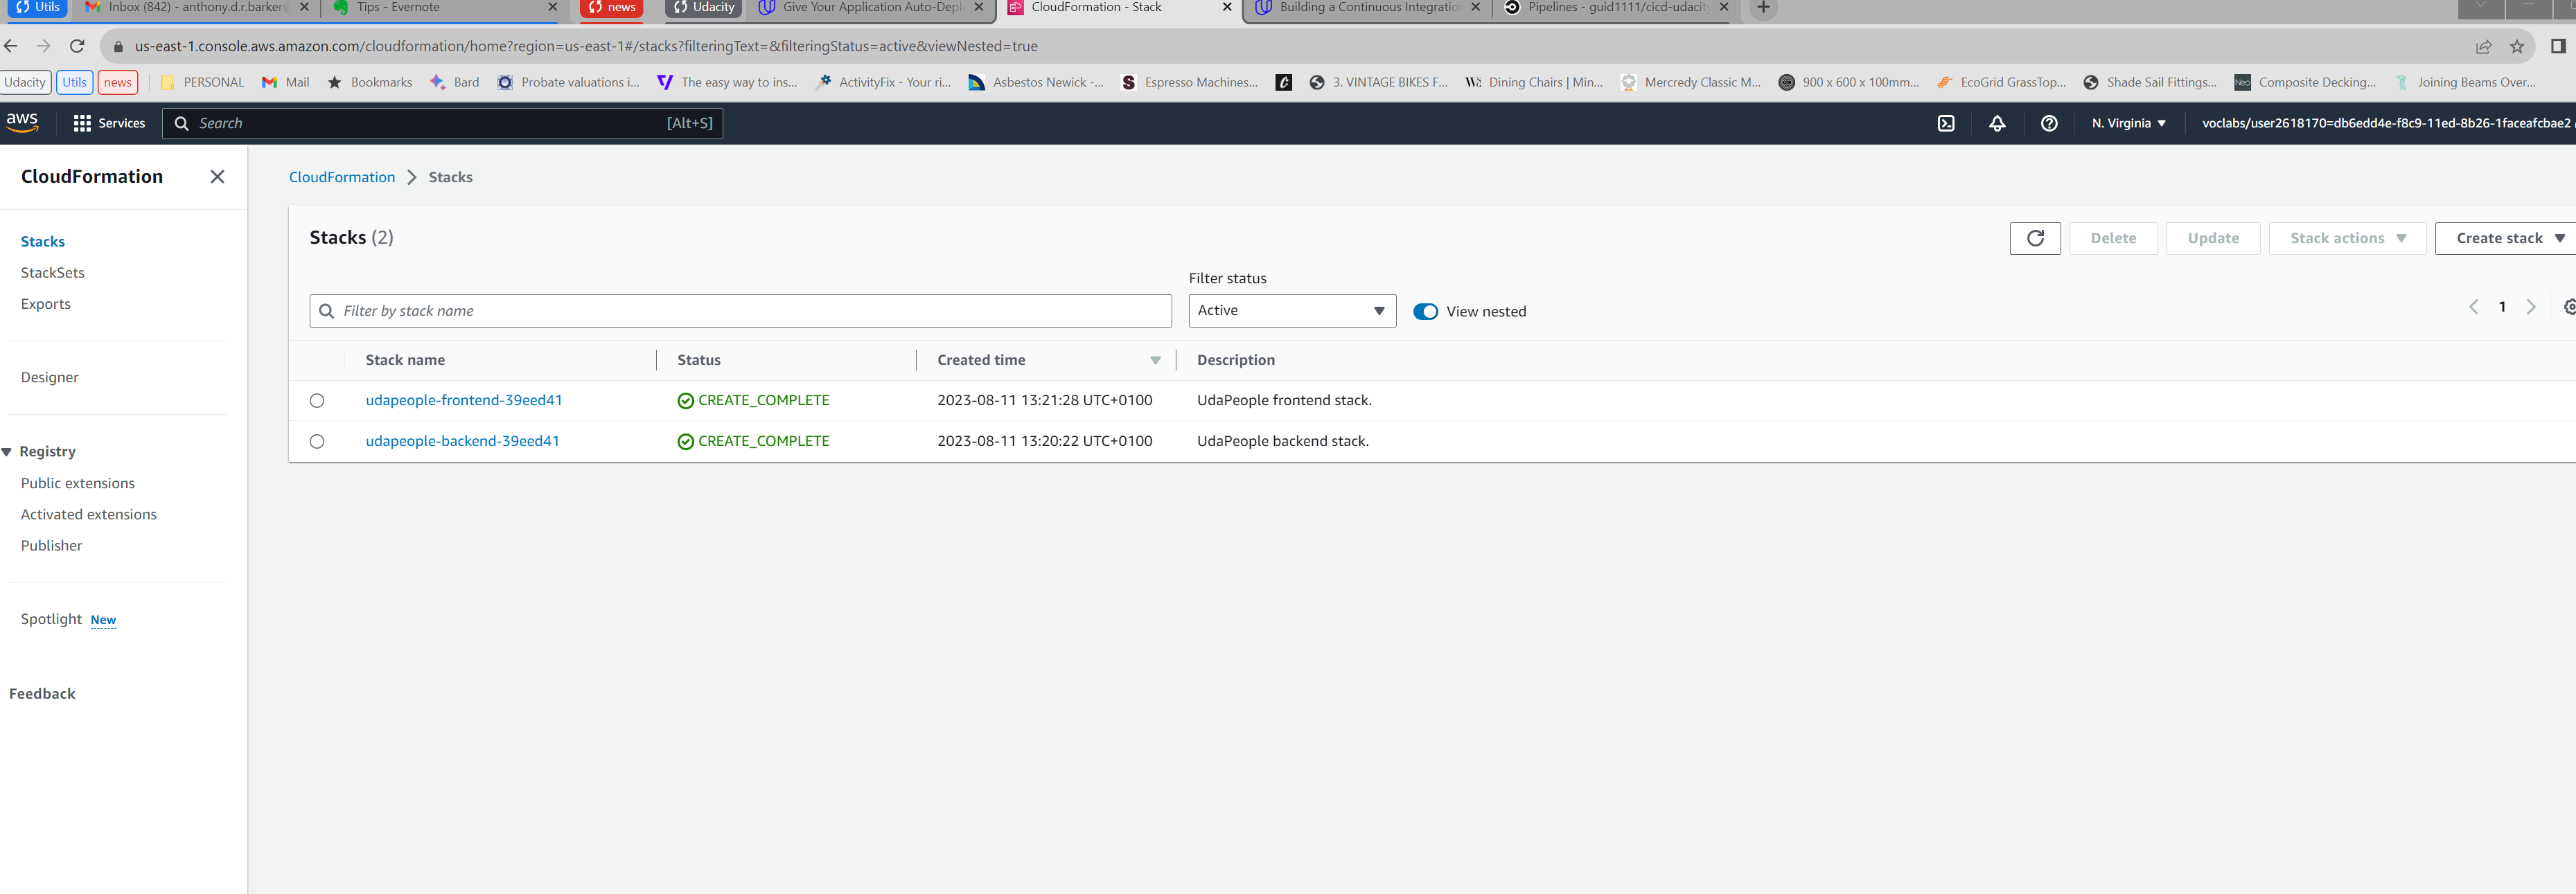 Utils Inbox (842) - anthony.d.r.barker@ Tips - Evernote news Udacity Give Your Application Auto-Depl CloudFormation - Stack Building a Continuous Integratio Pipelines - guid1111/cicd-udacity
us-east-1.console.aws.amazon.com/cloudformation/home?region=us-east-1#/stacks?filteringText=&filteringStatus=active&viewNested=true
Udacity Utils news PERSONAL Mail Bookmarks Bard Probate valuations i... The easy way to ins... ActivityFix - Your ri... Asbestos Newick -... Espresso Machines... 3. VINTAGE BIKES F... Dining Chairs | Min... Mercredy Classic M... 900 x 600 x 100mm... EcoGrid GrassTop... Shade Sail Fittings... Composite Decking... Joining Beams Over...
aws Services Search [Alt+S] N. Virginia voclabs/user2618170=db6edd4e-f8c9-11ed-8b26-1faceafcbae2
CloudFormation
Stacks
StackSets
Exports
Designer
Registry
Public extensions
Activated extensions
Publisher
Spotlight New
Feedback
CloudFormation Stacks
Stacks (2) Delete Update Stack actions Create stack
Filter status
Filter by stack name Active View nested 1
Stack name Status Created time Description
udapeople-frontend-39eed41 CREATE_COMPLETE 2023-08-11 13:21:28 UTC+0100 UdaPeople frontend stack.
udapeople-backend-39eed41 CREATE_COMPLETE 2023-08-11 13:20:22 UTC+0100 UdaPeople backend stack.